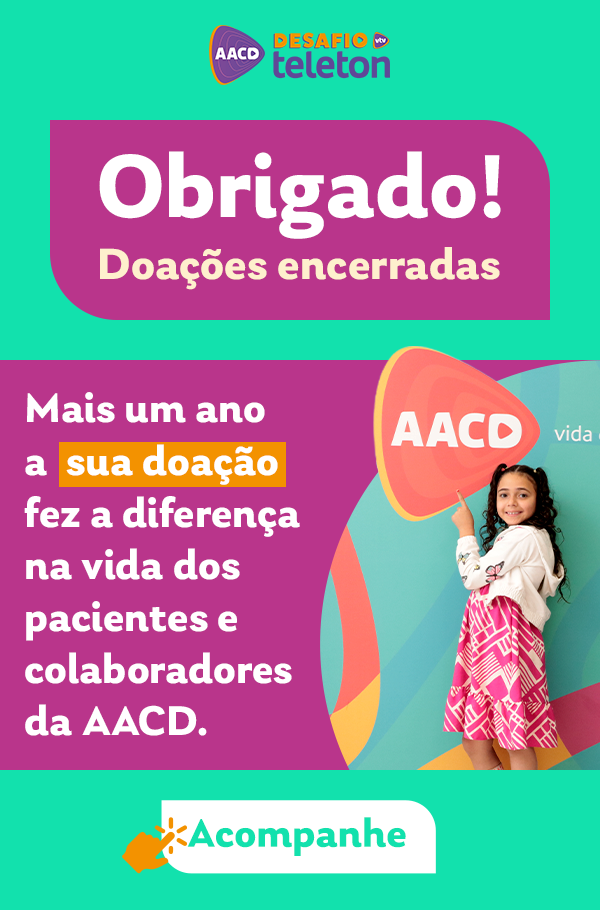 AACD
DESAFIO vtv
teleton
Obrigado!
Doações encerradas
AACD
vida
Mais um ano
a sua doação
fez a diferença
na vida dos
pacientes e
colaboradores
da AACD.
Acompanhe